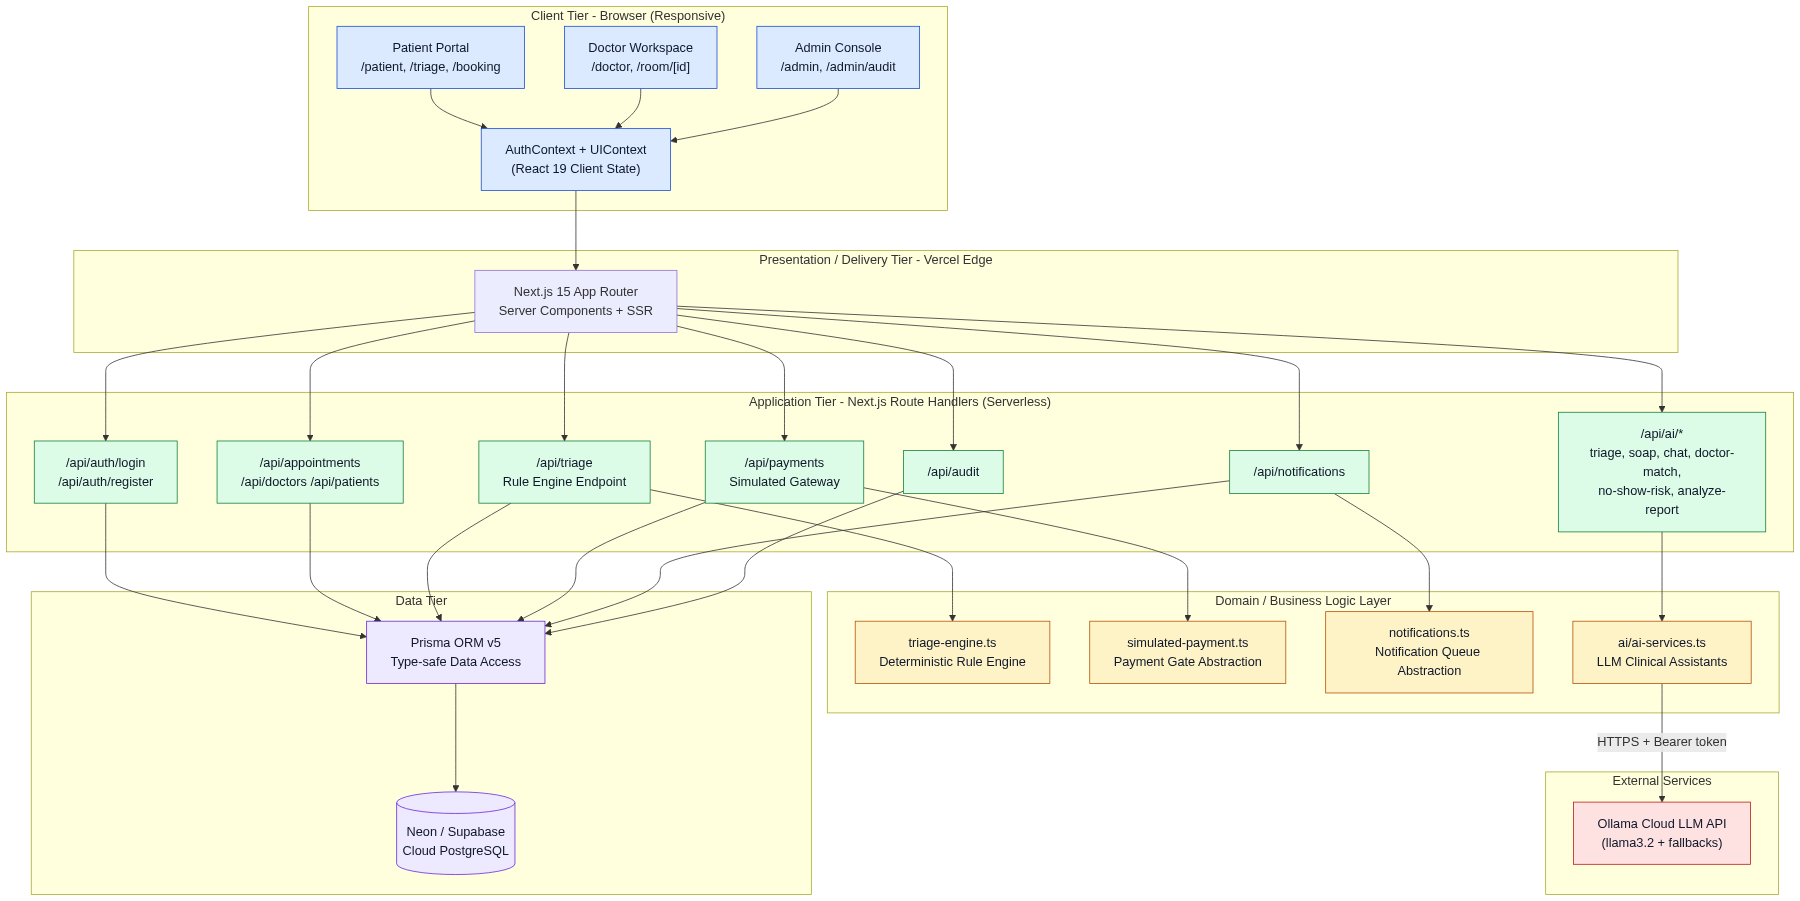 Client Tier - Browser (Responsive)
Patient Portal
/patient, /triage, /booking
Doctor Workspace
/doctor, /room/[id]
Admin Console
/admin, /admin/audit
AuthContext + UIContext
(React 19 Client State)
Presentation / Delivery Tier - Vercel Edge
Next.js 15 App Router
Server Components + SSR
Application Tier - Next.js Route Handlers (Serverless)
/api/auth/login
/api/auth/register
/api/appointments
/api/doctors /api/patients
/api/triage
Rule Engine Endpoint
/api/payments
Simulated Gateway
/api/audit
/api/notifications
/api/ai/*
triage, soap, chat, doctor-
match,
no-show-risk, analyze-
report
Data Tier
Prisma ORM v5
Type-safe Data Access
Neon / Supabase
Cloud PostgreSQL
Domain / Business Logic Layer
triage-engine.ts
Deterministic Rule Engine
simulated-payment.ts
Payment Gate Abstraction
notifications.ts
Notification Queue
Abstraction
ai/ai-services.ts
LLM Clinical Assistants
HTTPS + Bearer token
External Services
Ollama Cloud LLM API
(llama3.2 + fallbacks)